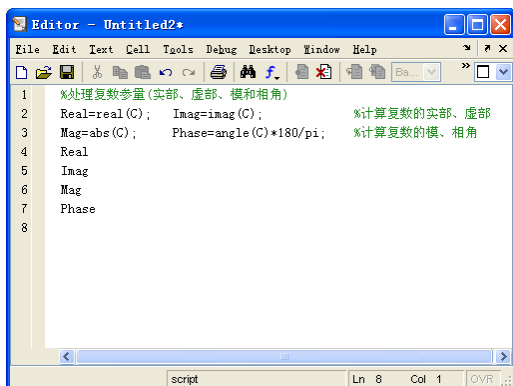 Editor - Untitled2*
File Edit Text Cell Tools Debug Desktop Window Help
Ba...
1 %处理复数参量(实部、虚部、模和相角)
2 Real=real(C); Imag=imag(C); %计算复数的实部、虚部
3 Mag=abs(C); Phase=angle(C)*180/pi; %计算复数的模、相角
4 Real
5 Imag
6 Mag
7 Phase
8
script Ln 8 Col 1 OVR